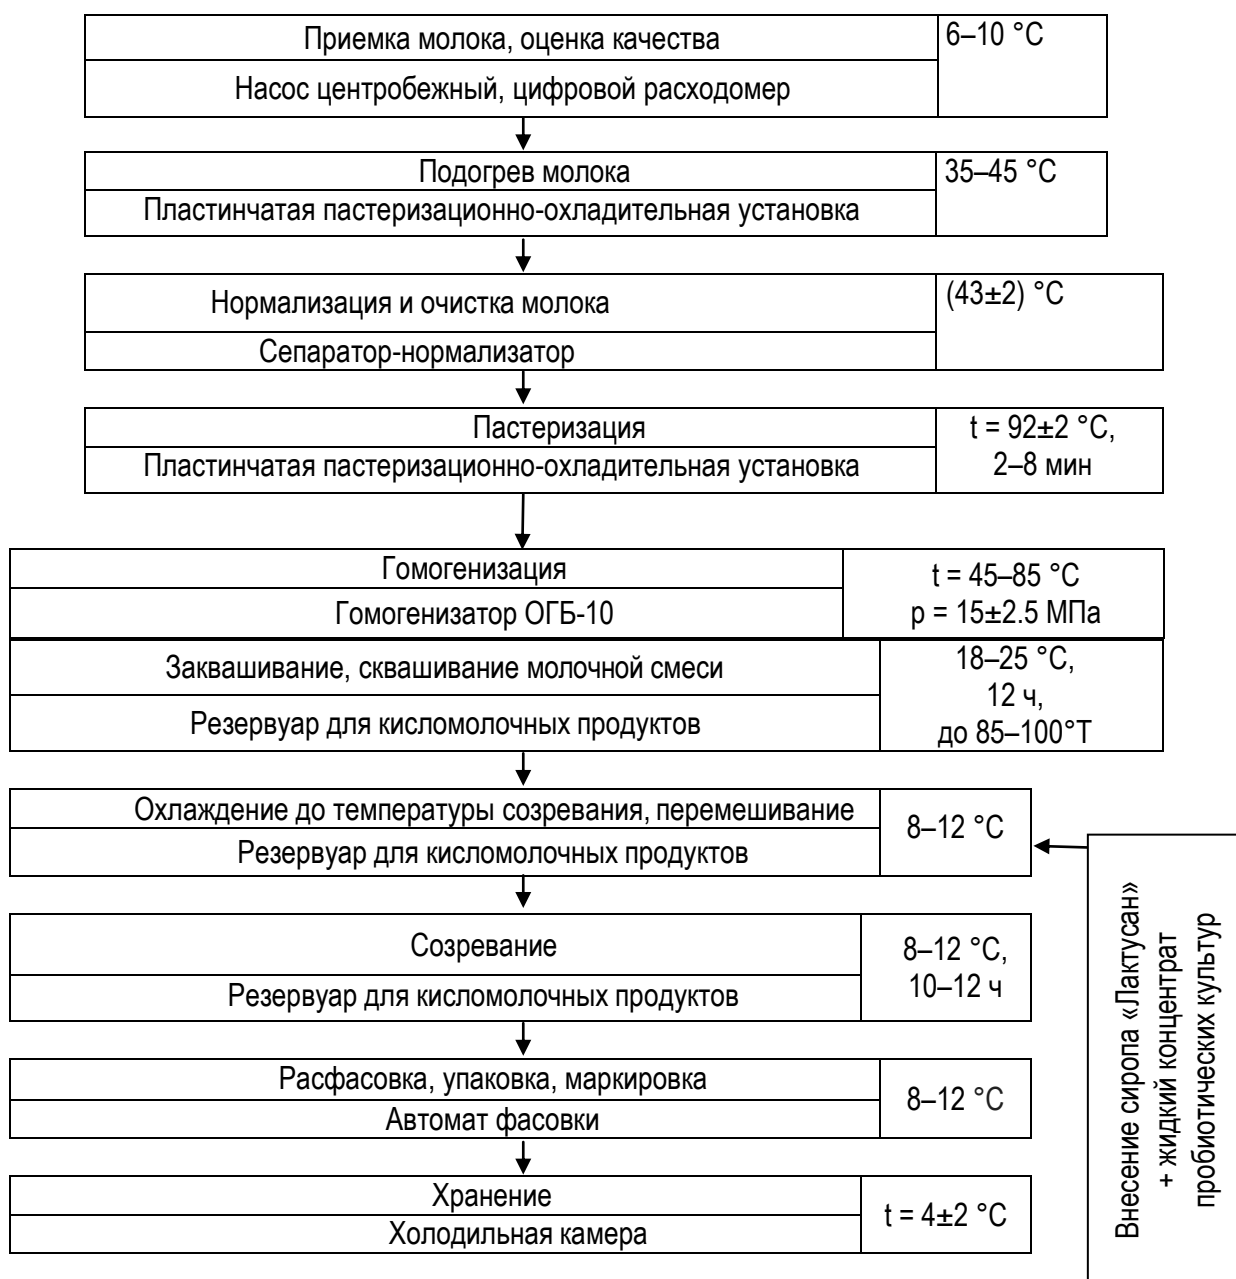 Приемка молока, оценка качества
6–10 °С
Насос центробежный, цифровой расходомер
Подогрев молока
35–45 °С
Пластинчатая пастеризационно-охладительная установка
Нормализация и очистка молока
(43±2) °С
Сепаратор-нормализатор
Пастеризация
t = 92±2 °С,
2–8 мин
Пластинчатая пастеризационно-охладительная установка
Гомогенизация
t = 45–85 °С
р = 15±2.5 МПа
Гомогенизатор ОГБ-10
Заквашивание, сквашивание молочной смеси
18–25 °С,
12 ч,
до 85–100°Т
Резервуар для кисломолочных продуктов
Охлаждение до температуры созревания, перемешивание
8–12 °С
Резервуар для кисломолочных продуктов
Внесение сиропа «Лактусан»
+ жидкий концентрат
пробиотических культур
Созревание
8–12 °С,
10–12 ч
Резервуар для кисломолочных продуктов
Расфасовка, упаковка, маркировка
8–12 °С
Автомат фасовки
Хранение
t = 4±2 °С
Холодильная камера